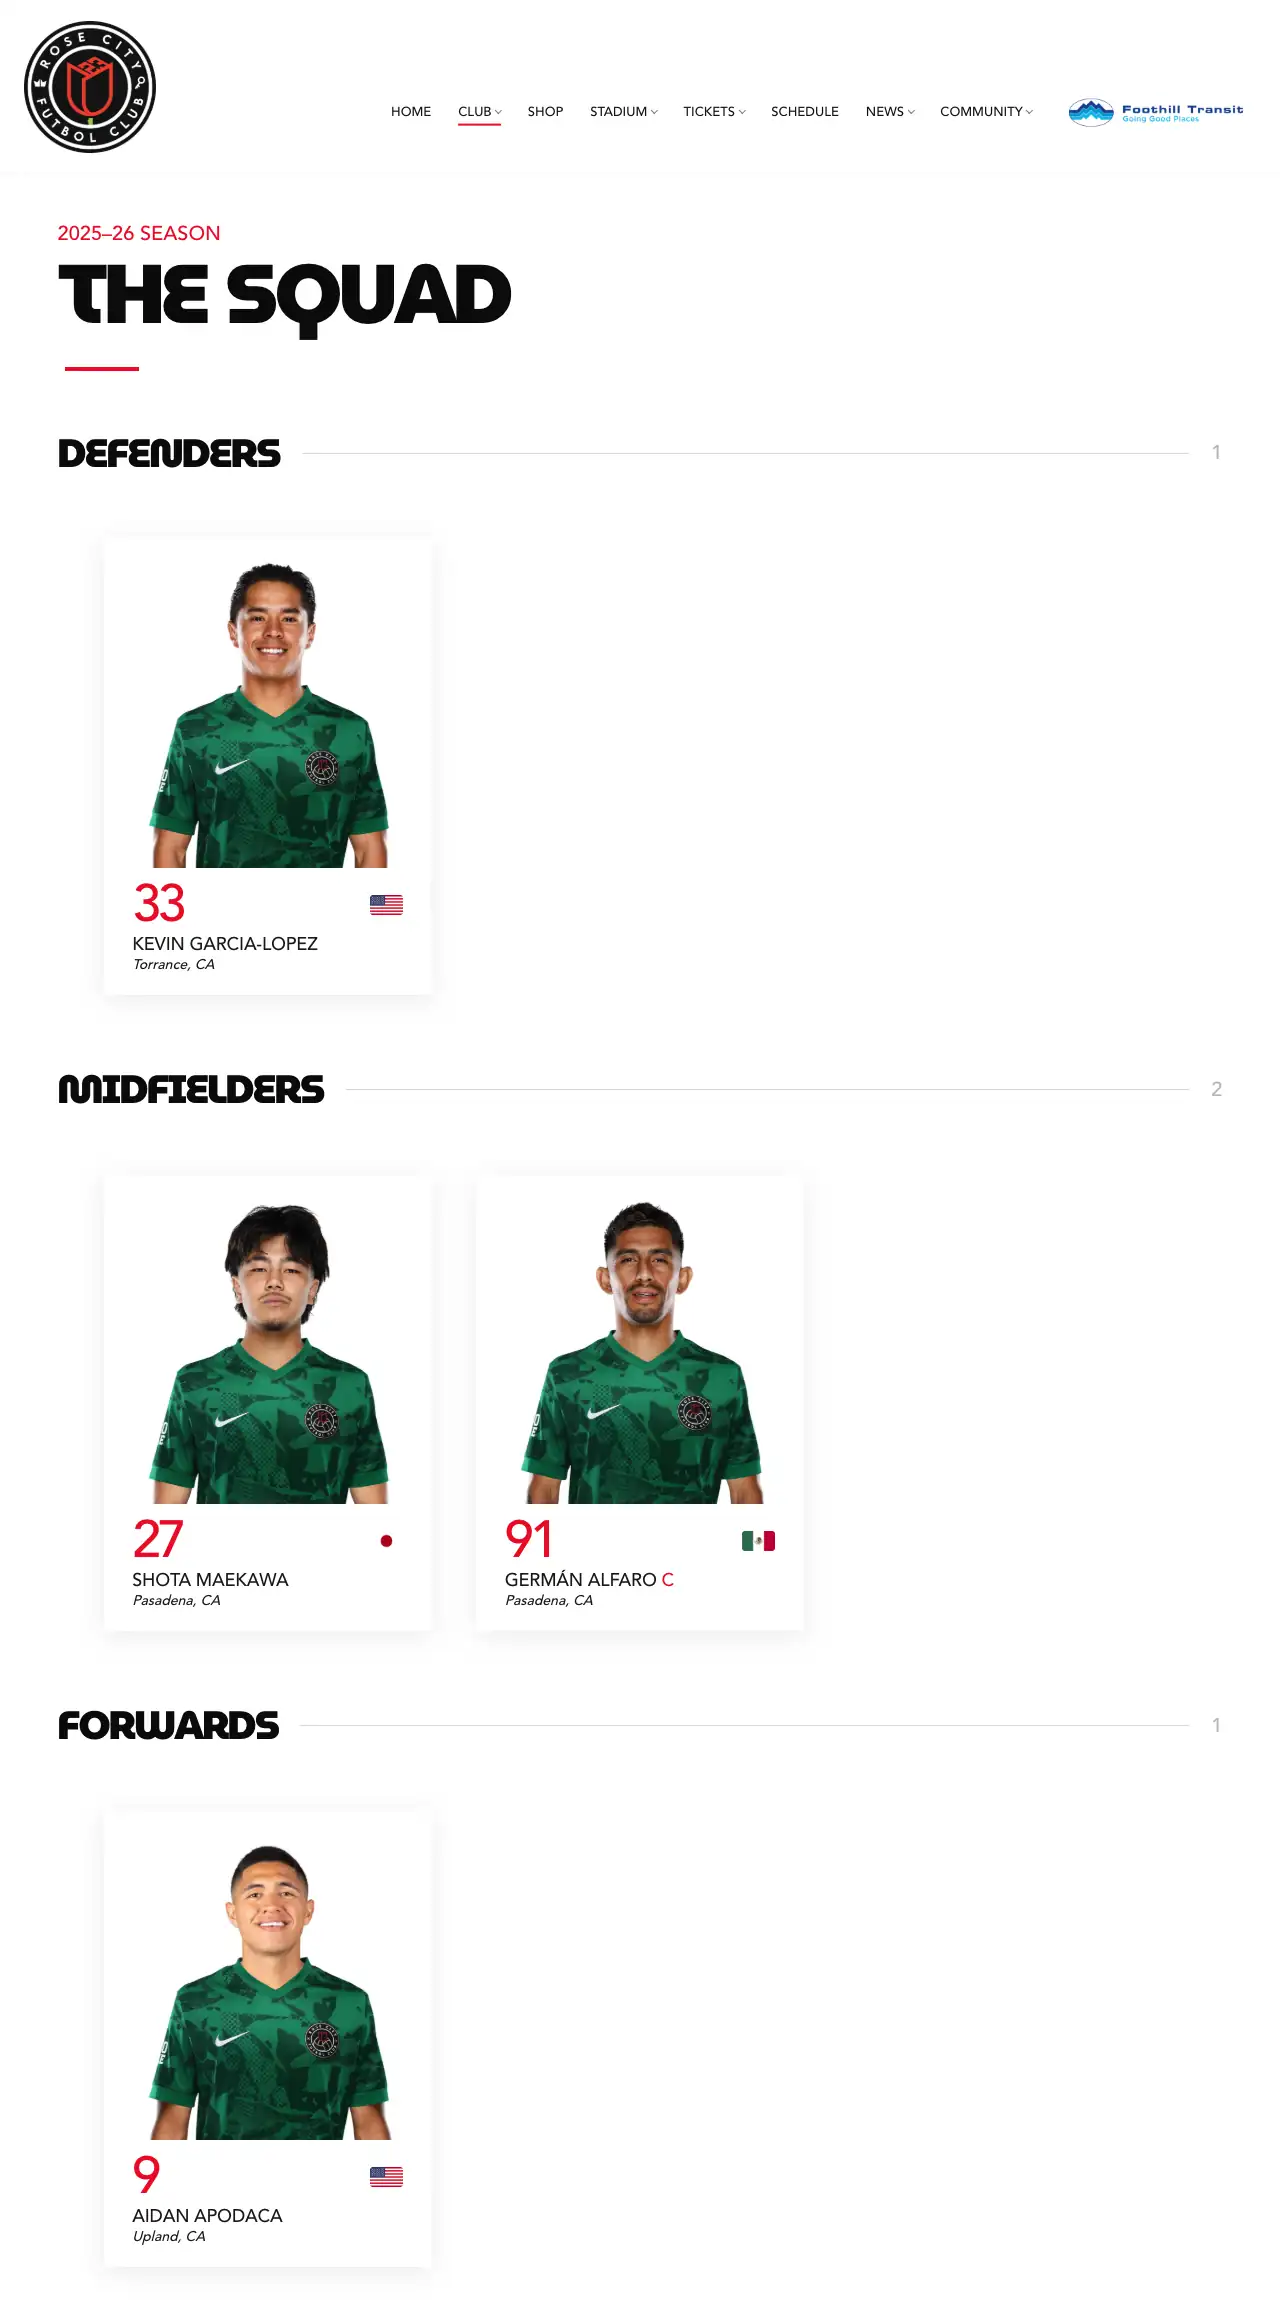 ROSE CITY
FUTBOL CLUB
HOME CLUB SHOP STADIUM TICKETS SCHEDULE NEWS COMMUNITY
Foothill Transit
Going Good Places
2025–26 SEASON
THE SQUAD
DEFENDERS 1
33
KEVIN GARCIA-LOPEZ
Torrance, CA
MIDFIELDERS 2
27
SHOTA MAEKAWA
Pasadena, CA
91
GERMÁN ALFARO C
Pasadena, CA
FORWARDS 1
9
AIDAN APODACA
Upland, CA